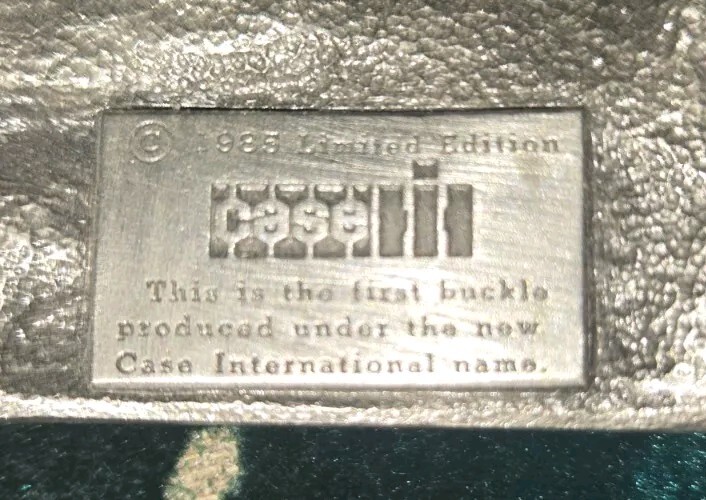 © 1985 Limited Edition
case IH
This is the first buckle
produced under the new
Case International name.